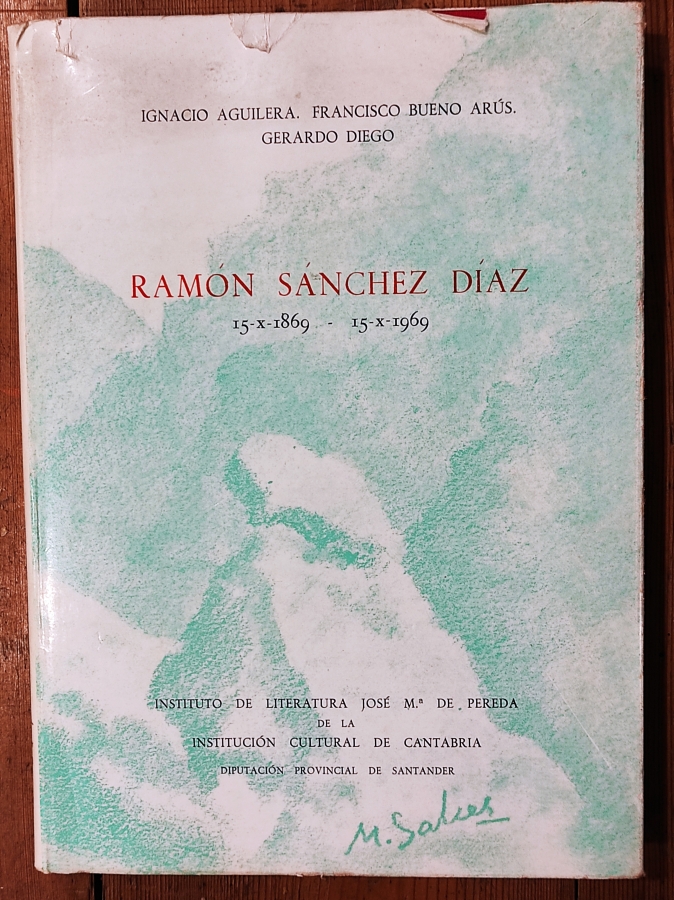 IGNACIO AGUILERA. FRANCISCO BUENO ARÚS.
GERARDO DIEGO
RAMÓN SÁNCHEZ DÍAZ
15-X-1869 - 15-X-1969
INSTITUTO DE LITERATURA JOSÉ M.ª DE PEREDA
DE LA
INSTITUCIÓN CULTURAL DE CANTABRIA
DIPUTACIÓN PROVINCIAL DE SANTANDER
M.